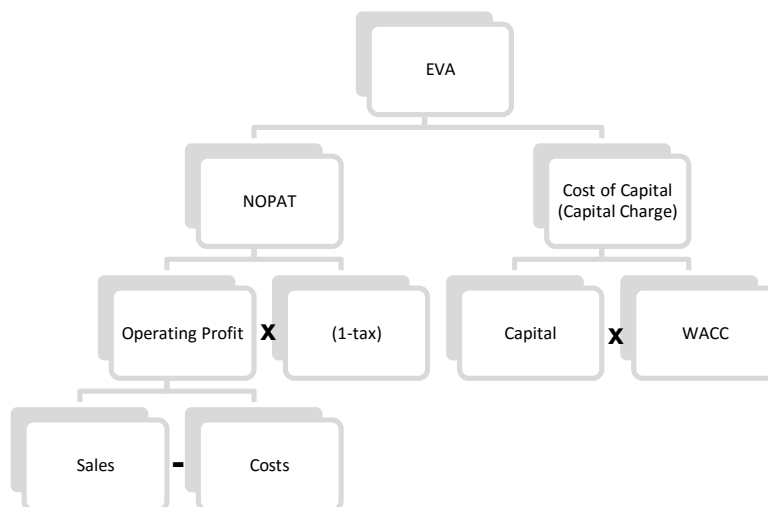 EVA
NOPAT
Cost of Capital
(Capital Charge)
Operating Profit
x
(1-tax)
Capital
x
WACC
Sales
-
Costs